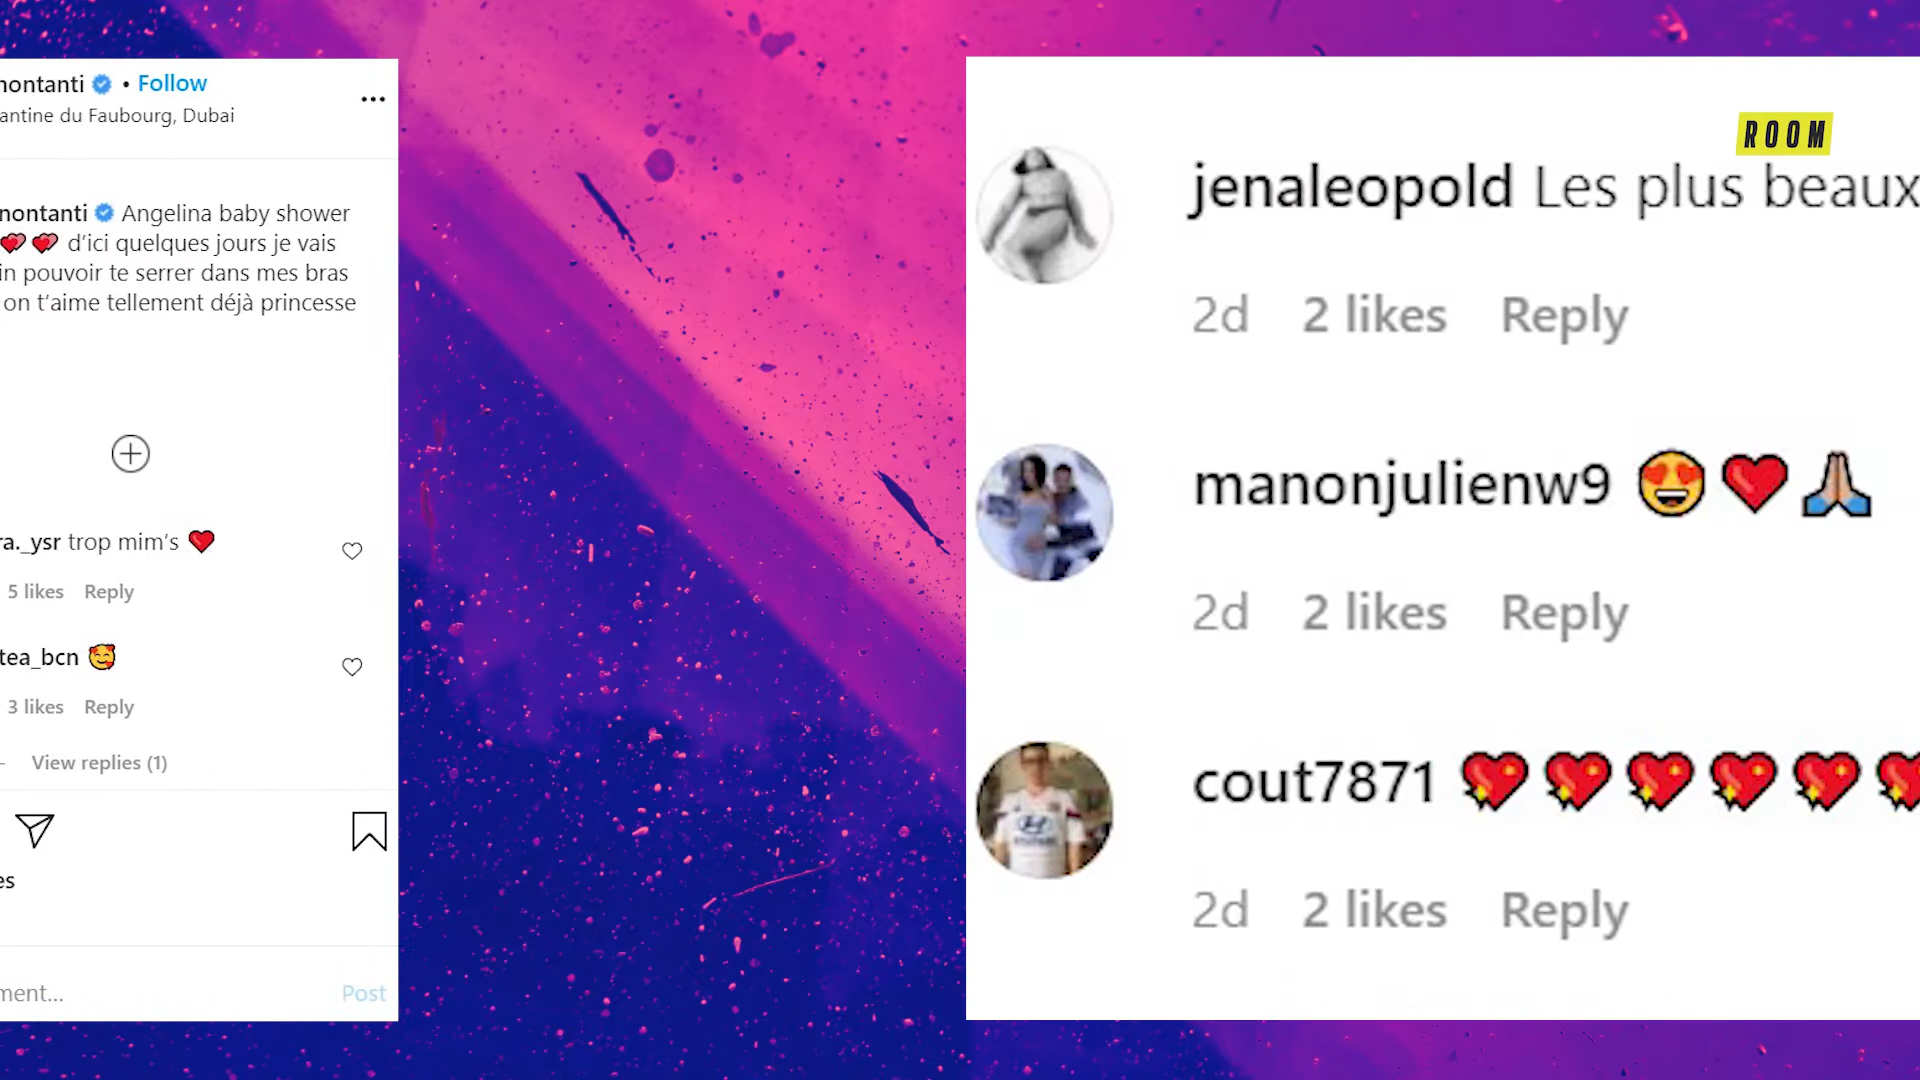 nontanti • Follow
antine du Faubourg, Dubai
nontanti Angelina baby shower
d’ici quelques jours je vais
in pouvoir te serrer dans mes bras
on t’aime tellement déjà princesse
ra._ysr trop mim’s
5 likes Reply
tea_bcn
3 likes Reply
View replies (1)
es
ment...
Post
ROOM
jenaleopold Les plus beaux
2d 2 likes Reply
manonjulienw9
2d 2 likes Reply
cout7871
2d 2 likes Reply